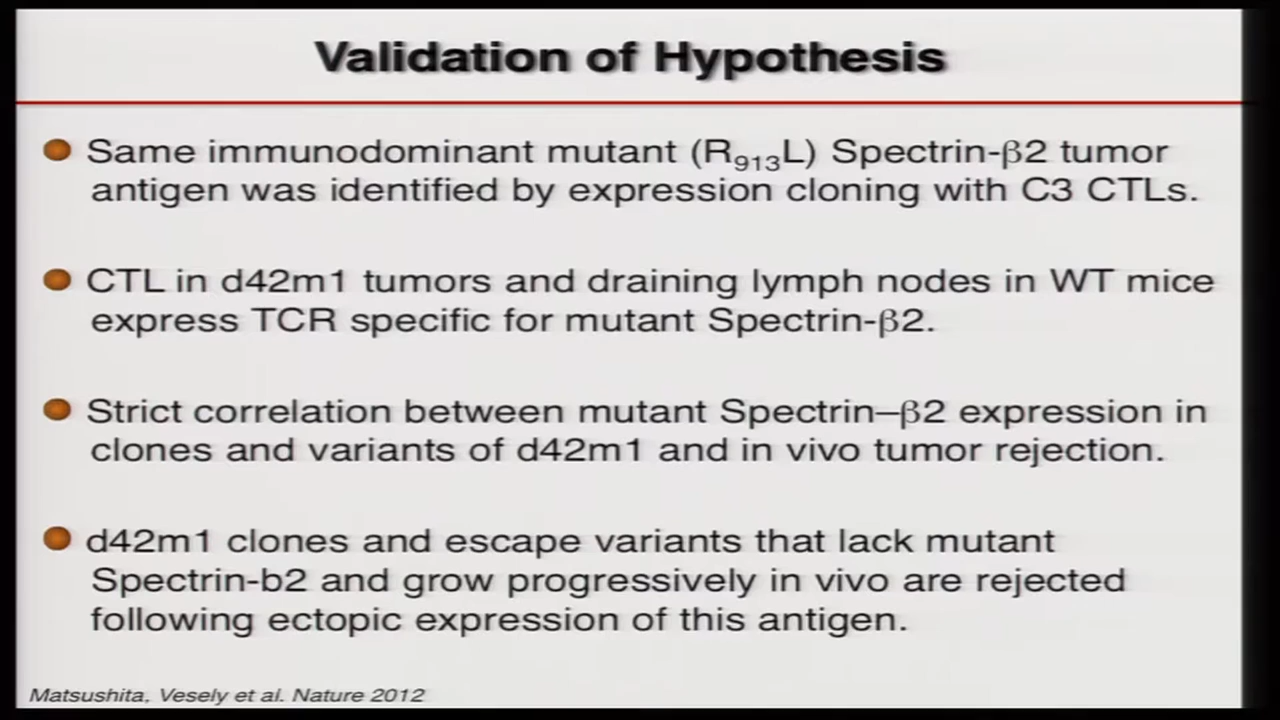 Validation of Hypothesis
Same immunodominant mutant (R₉₁₃L) Spectrin-β2 tumor
antigen was identified by expression cloning with C3 CTLs.
CTL in d42m1 tumors and draining lymph nodes in WT mice
express TCR specific for mutant Spectrin-β2.
Strict correlation between mutant Spectrin–β2 expression in
clones and variants of d42m1 and in vivo tumor rejection.
d42m1 clones and escape variants that lack mutant
Spectrin-b2 and grow progressively in vivo are rejected
following ectopic expression of this antigen.
Matsushita, Vesely et al. Nature 2012